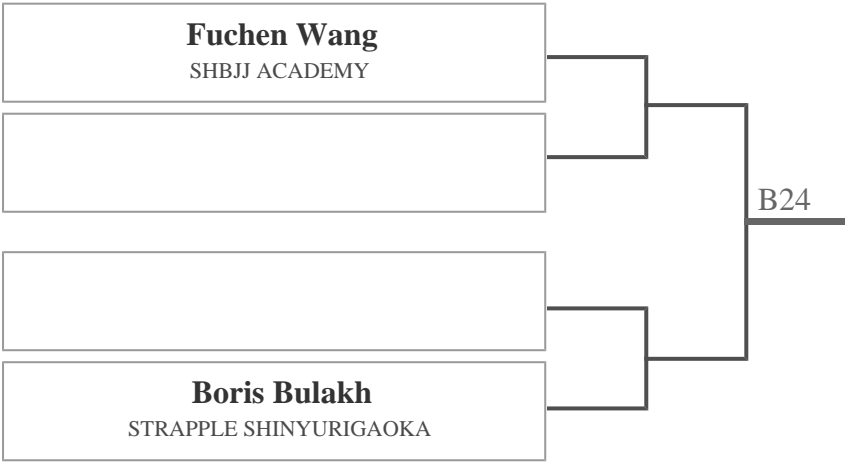 Fuchen Wang
SHBJJ ACADEMY
B24
Boris Bulakh
STRAPPLE SHINYURIGAOKA